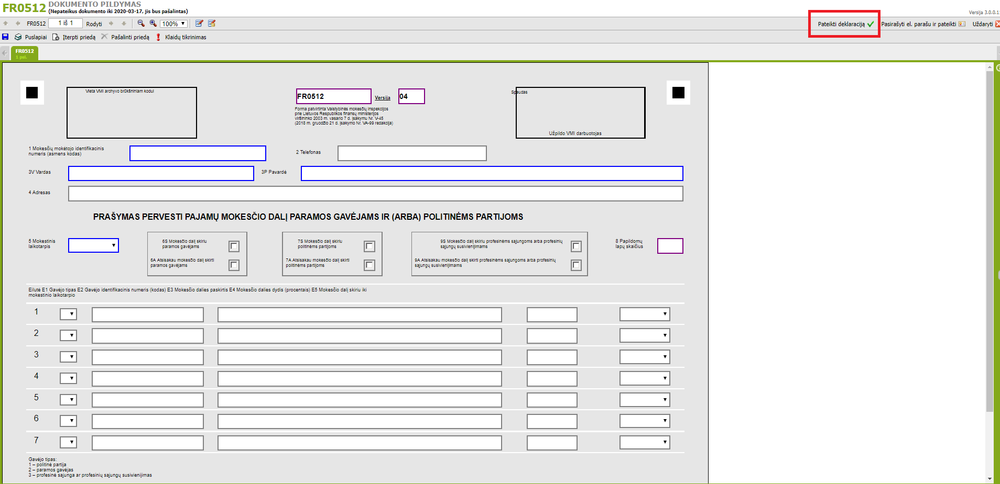 FR0512 DOKUMENTO PILDYMAS
(Nepateikus dokumento iki 2020-03-17, jis bus pašalintas)
Versija 3.0.0.1
FR0512 1 iš 1 Rodyti 100% Pateikti deklaraciją Pasirašyti el. parašu ir pateikti Uždaryti
Puslapiai Įterpti priedą Pašalinti priedą Klaidų tikrinimas
FR0512
1 psl.
Vieta VMI archyvo brūkšniniam kodui
FR0512 Versija 04
Spaudas
Forma patvirtinta Valstybinės mokesčių inspekcijos
prie Lietuvos Respublikos finansų ministerijos
viršininko 2003 m. vasario 7 d. įsakymu Nr. V-45
(2018 m. gruodžio 21 d. įsakymo Nr. VA-99 redakcija)
Užpildo VMI darbuotojas
1 Mokesčių mokėtojo identifikacinis
numeris (asmens kodas)
2 Telefonas
3V Vardas
3P Pavardė
4 Adresas
PRAŠYMAS PERVESTI PAJAMŲ MOKESČIO DALĮ PARAMOS GAVĖJAMS IR (ARBA) POLITINĖMS PARTIJOMS
5 Mokestinis
laikotarpis
6S Mokesčio dalį skiriu
paramos gavėjams
6A Atsisakau mokesčio dalį skirti
paramos gavėjams
7S Mokesčio dalį skiriu
politinėms partijoms
7A Atsisakau mokesčio dalį skirti
politinėms partijoms
9S Mokesčio dalį skiriu profesinėms sąjungoms arba profesinių
sąjungų susivienijimams
9A Atsisakau mokesčio dalį skirti profesinėms sąjungoms arba profesinių
sąjungų susivienijimams
8 Papildomų
lapų skaičius
Eilutė E1 Gavėjo tipas E2 Gavėjo identifikacinis numeris (kodas) E3 Mokesčio dalies paskirtis E4 Mokesčio dalies dydis (procentais) E5 Mokesčio dalį skiriu iki
mokestinio laikotarpio
1
2
3
4
5
6
7
Gavėjo tipas:
1 – politinė partija
2 – paramos gavėjas
3 – profesinė sąjunga ar profesinių sąjungų susivienijimas